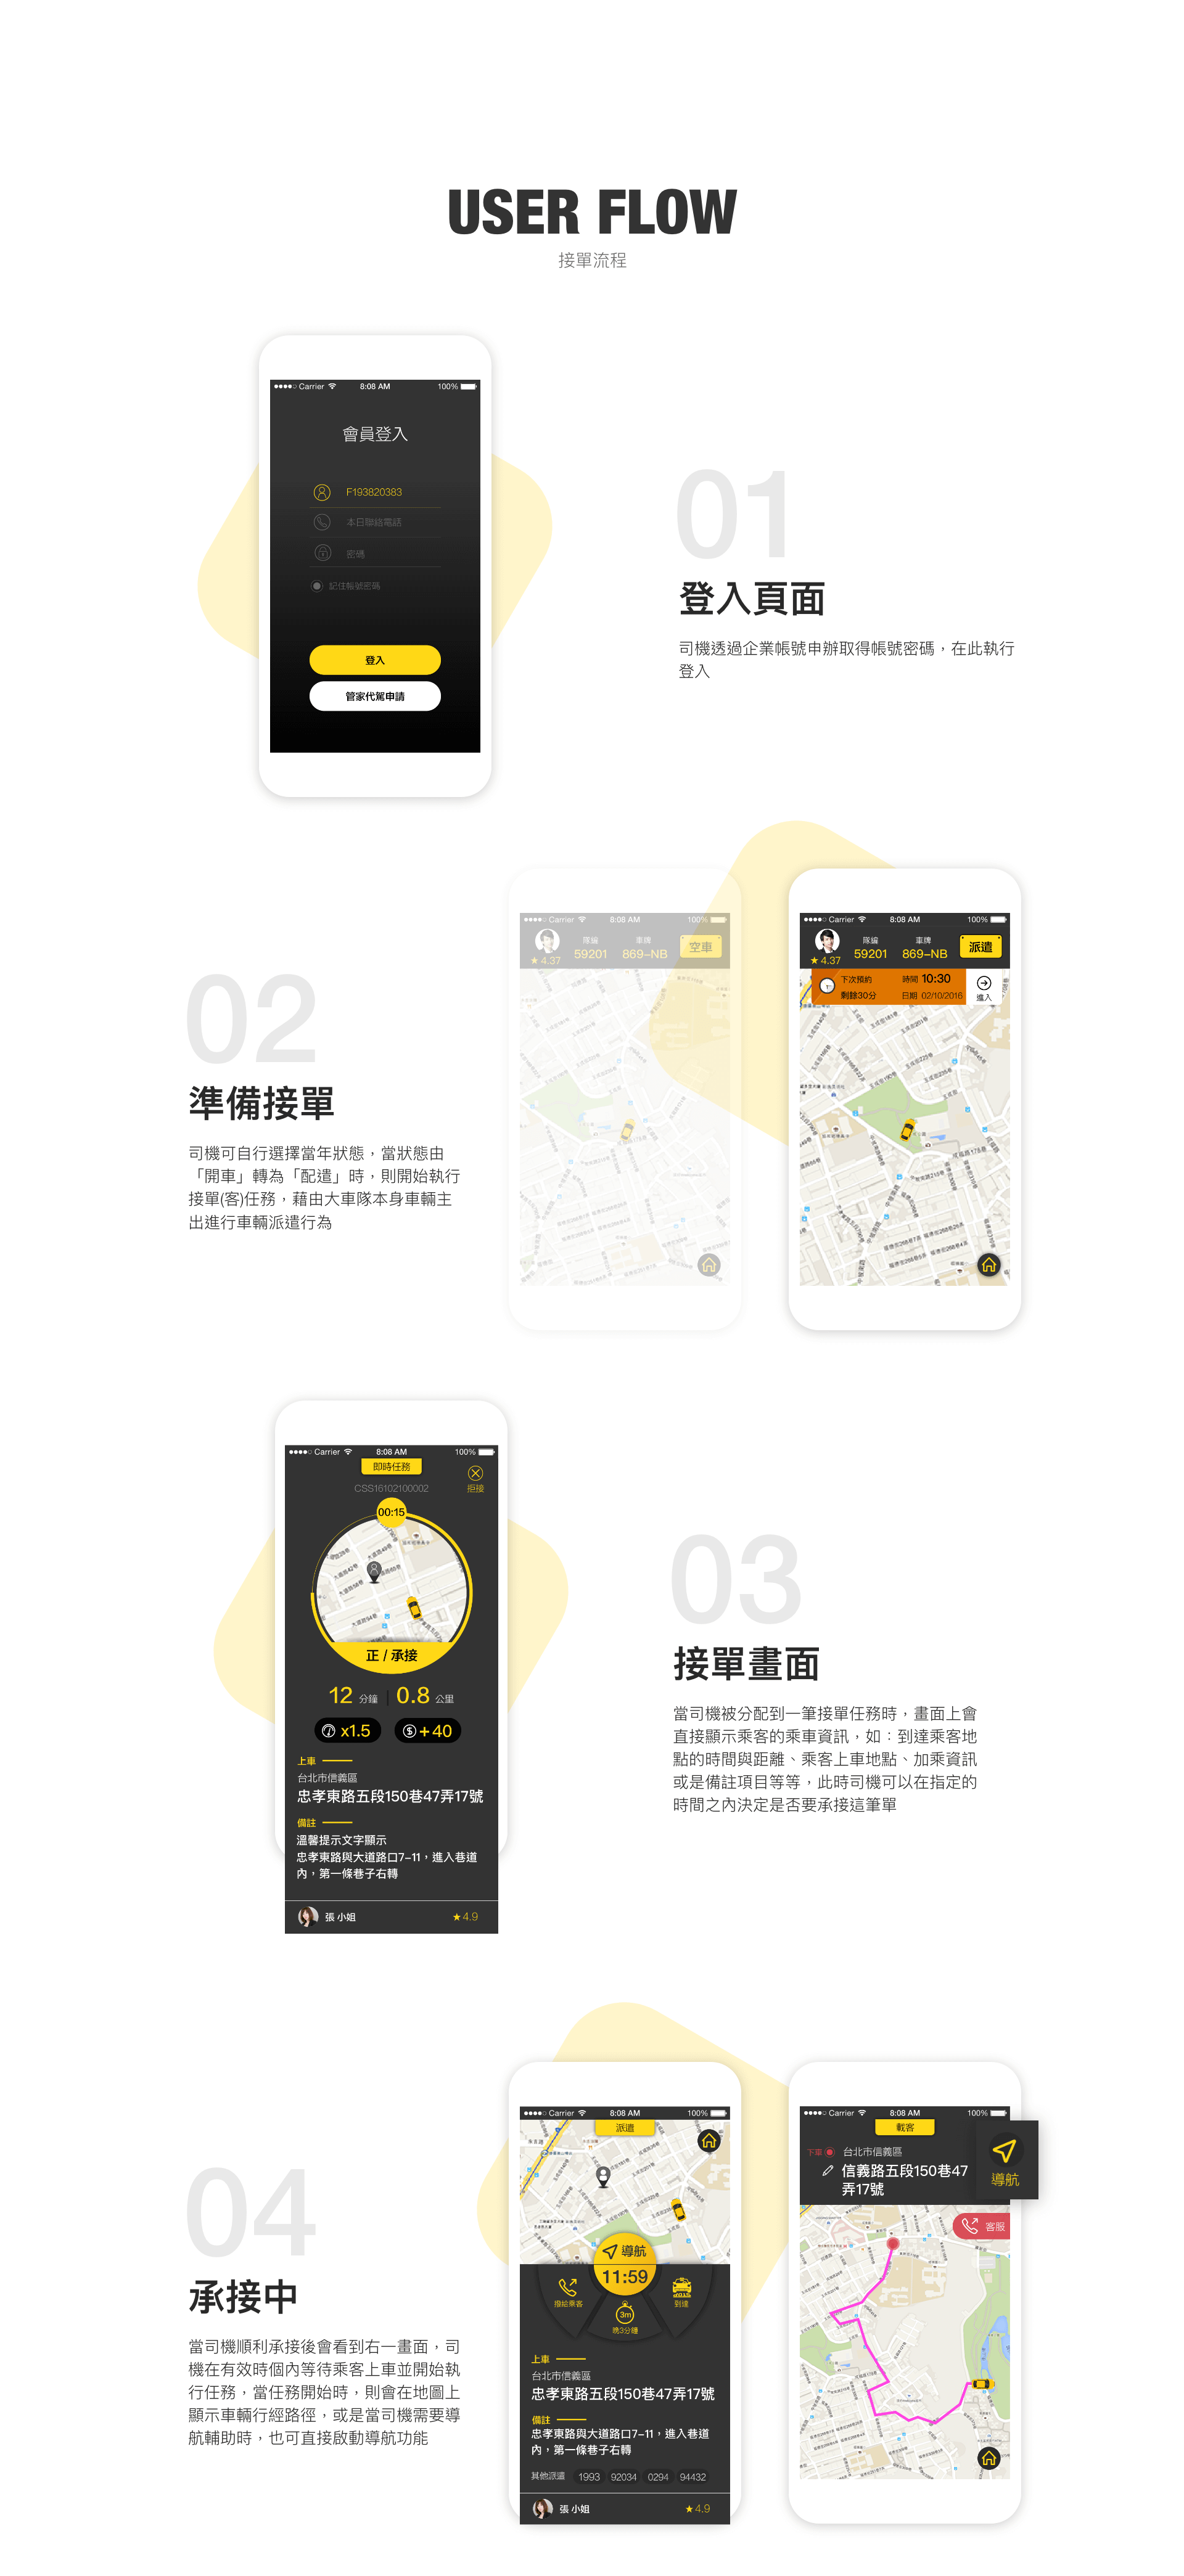 USER FLOW
接單流程
Carrier 8:08 AM 100%
會員登入
F193820383
本日聯絡電話
密碼
記住帳號密碼
登入
管家代駕申請
01
登入頁面
司機透過企業帳號申辦取得帳號密碼，在此執行
登入
02
準備接單
司機可自行選擇當年狀態，當狀態由
「開車」轉為「配遣」時，則開始執行
接單(客)任務，藉由大車隊本身車輛主
出進行車輛派遣行為
Carrier 8:08 AM 100%
隊編 車牌
59201 869-NB 空車
★ 4.37
Carrier 8:08 AM 100%
隊編 車牌
59201 869-NB 派遣
★ 4.37
下次預約 時間 10:30
剩餘30分 日期 02/10/2016
進入
Carrier 8:08 AM 100%
即時任務
CSS16102100002
拒接
00:15
正 / 承接
12 分鐘 0.8 公里
x1.5 +40
上車
台北市信義區
忠孝東路五段150巷47弄17號
備註
溫馨提示文字顯示
忠孝東路與大道路口7-11，進入巷道
內，第一條巷子右轉
張 小姐 ★ 4.9
03
接單畫面
當司機被分配到一筆接單任務時，畫面上會
直接顯示乘客的乘車資訊，如：到達乘客地
點的時間與距離、乘客上車地點、加乘資訊
或是備註項目等等，此時司機可以在指定的
時間之內決定是否要承接這筆單
04
承接中
當司機順利承接後會看到右一畫面，司
機在有效時個內等待乘客上車並開始執
行任務，當任務開始時，則會在地圖上
顯示車輛行經路徑，或是當司機需要導
航輔助時，也可直接啟動導航功能
Carrier 8:08 AM 100%
派遣
導航
11:59
撥給乘客
3m
晚3分鐘
到達
上車
台北市信義區
忠孝東路五段150巷47弄17號
備註
忠孝東路與大道路口7-11，進入巷道
內，第一條巷子右轉
其他派遣 1993 92034 0294 94432
張 小姐 ★ 4.9
Carrier 8:08 AM 100%
載客
下車 台北市信義區
信義路五段150巷47
弄17號
導航
客服